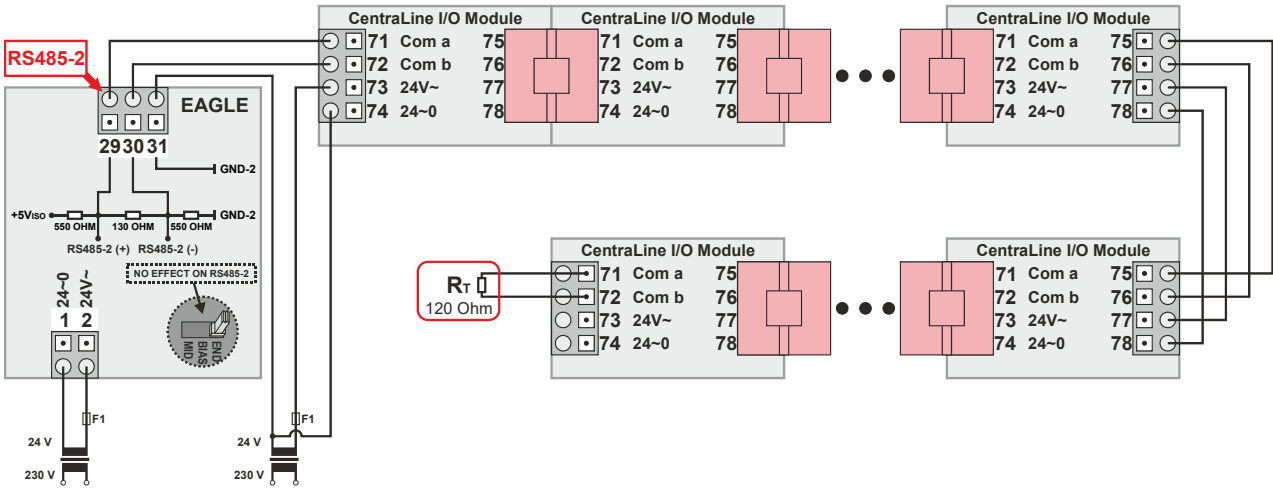 CentraLine I/O Module CentraLine I/O Module CentraLine I/O Module
71 Com a 75 71 Com a 75 71 Com a 75
72 Com b 76 72 Com b 76 72 Com b 76
73 24V~ 77 73 24V~ 77 73 24V~ 77
74 24~0 78 74 24~0 78 74 24~0 78
RS485-2
EAGLE
29 30 31
GND-2
+5VISO GND-2
550 OHM 130 OHM 550 OHM
RS485-2 (+) RS485-2 (-)
NO EFFECT ON RS485-2
24~0 24V~
1 2
MID BIAS END
F1 F1
24 V 24 V
230 V 230 V
CentraLine I/O Module CentraLine I/O Module
RT
120 Ohm
71 Com a 75 71 Com a 75
72 Com b 76 72 Com b 76
73 24V~ 77 73 24V~ 77
74 24~0 78 74 24~0 78